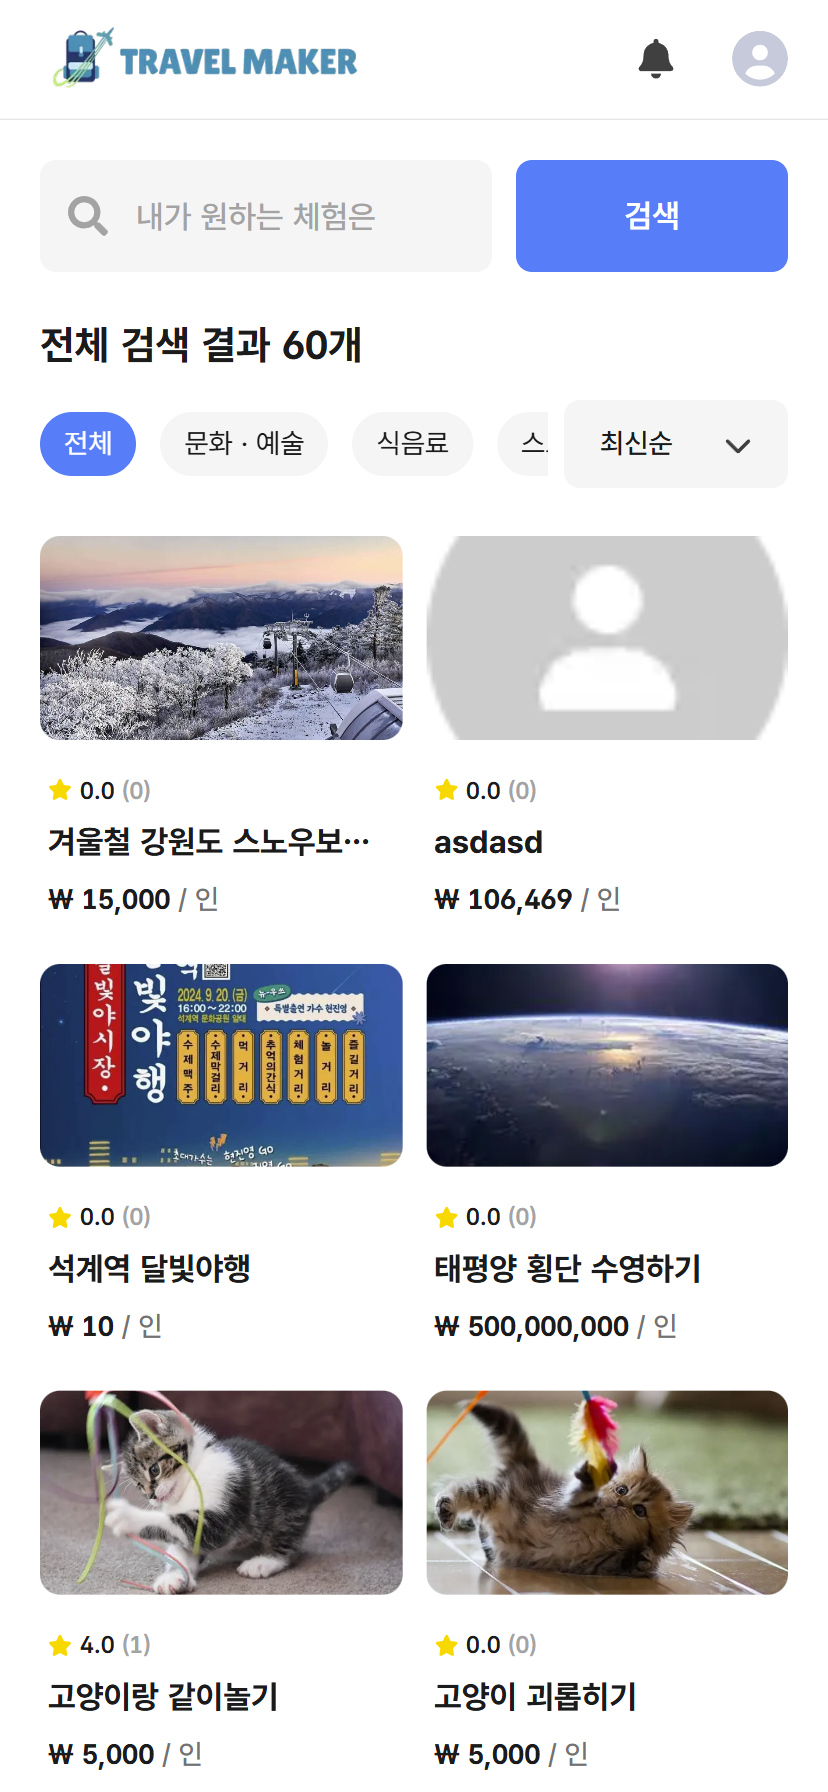 TRAVEL MAKER
내가 원하는 체험은
검색
전체 검색 결과 60개
전체
문화 · 예술
식음료
스
최신순
0.0 (0)
겨울철 강원도 스노우보···
₩ 15,000 / 인
0.0 (0)
asdasd
₩ 106,469 / 인
달빛야시장
빛야행
2024. 9. 20. (금)
16:00 ~ 22:00
석계역 문화공원 일대
뉴-우쓰
특별출연 가수 현진영
수제맥주
수제막걸리
먹거리
추억의간식
체험거리
놀거리
즐길거리
현진영 GO
0.0 (0)
석계역 달빛야행
₩ 10 / 인
0.0 (0)
태평양 횡단 수영하기
₩ 500,000,000 / 인
4.0 (1)
고양이랑 같이놀기
₩ 5,000 / 인
0.0 (0)
고양이 괴롭히기
₩ 5,000 / 인